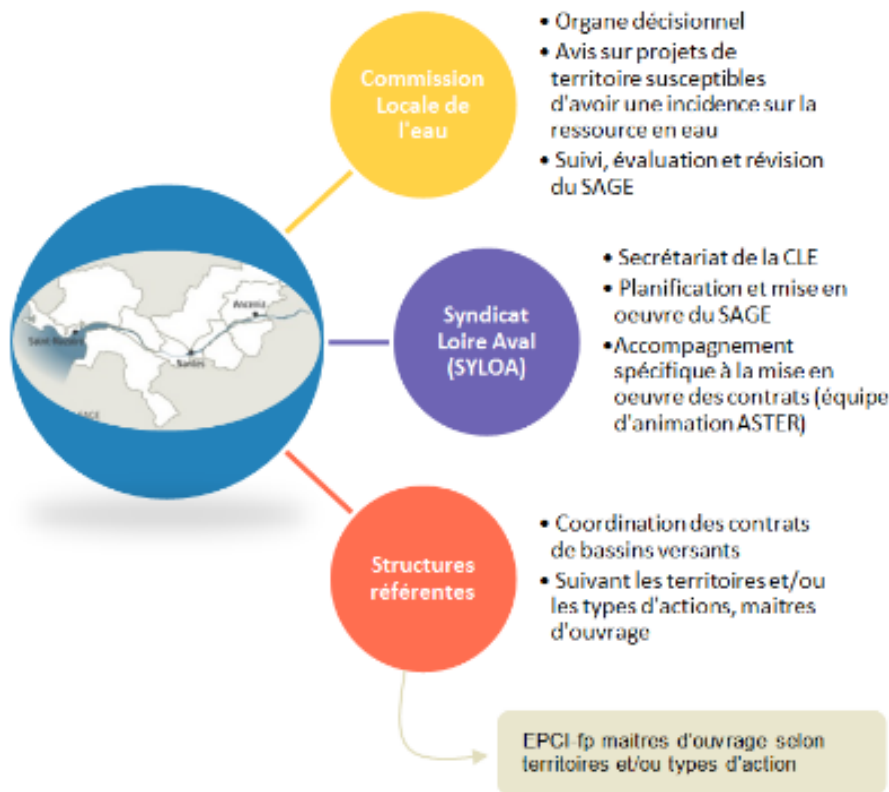 Commission
Locale de
l'eau
• Organe décisionnel
• Avis sur projets de
territoire susceptibles
d'avoir une incidence sur la
ressource en eau
• Suivi, évaluation et révision
du SAGE
Ancenis
Saint-Nazaire
Nantes
SAGE
Syndicat
Loire Aval
(SYLOA)
• Secrétariat de la CLE
• Planification et mise en
oeuvre du SAGE
• Accompagnement
spécifique à la mise en
oeuvre des contrats (équipe
d'animation ASTER)
Structures
référentes
• Coordination des contrats
de bassins versants
• Suivant les territoires et/ou
les types d'actions, maîtres
d'ouvrage
EPCI-fp maitres d'ouvrage selon
territoires et/ou types d'action